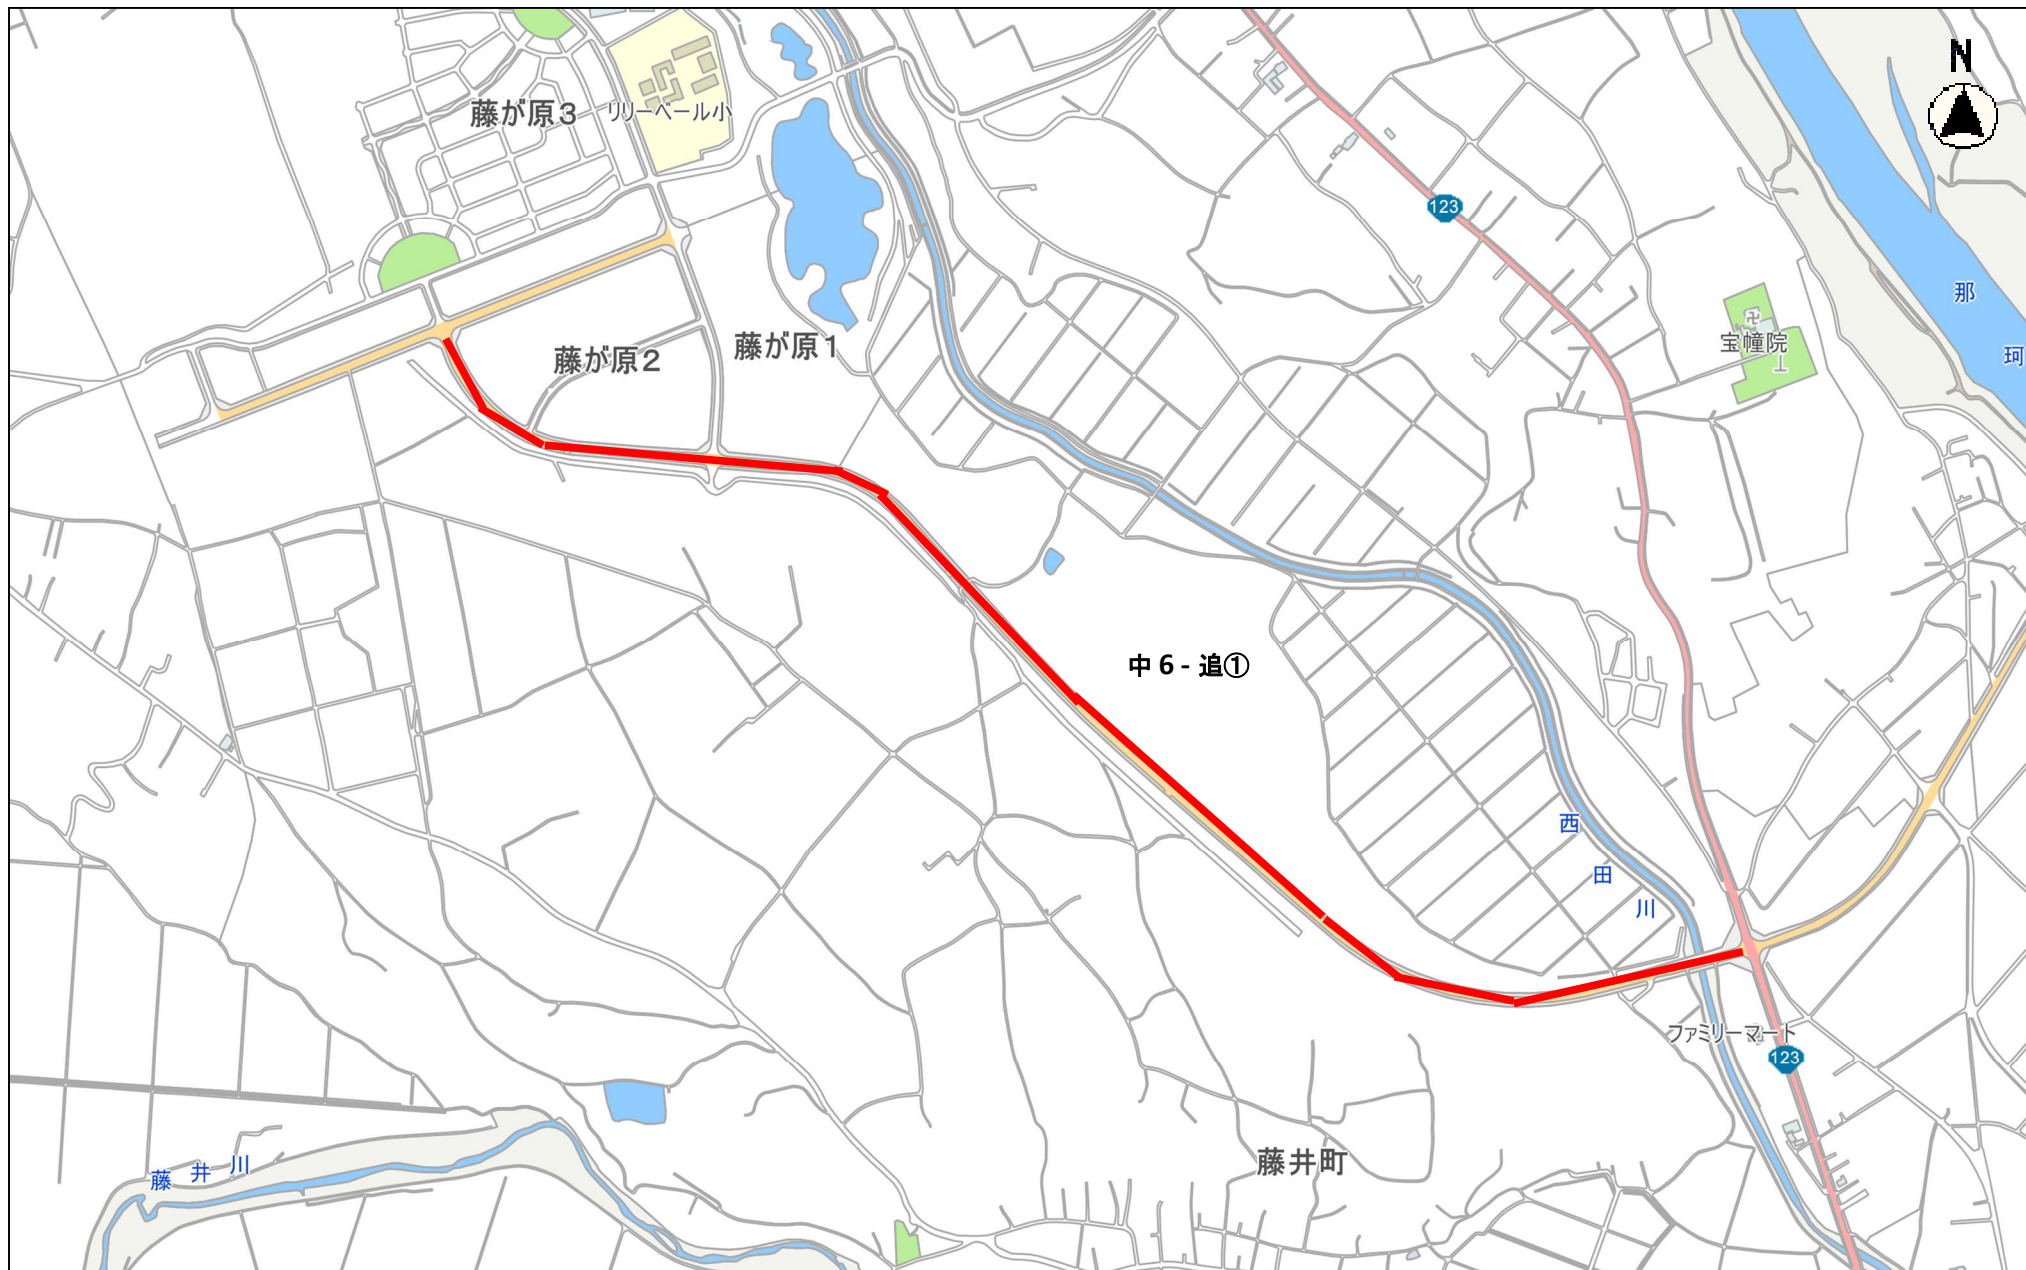 N
藤が原3
リリーベール小
123
那
珂
宝幢院
藤が原1
藤が原2
中6-追①
西
田
川
ファミリーマート
123
藤井町
藤 井 川